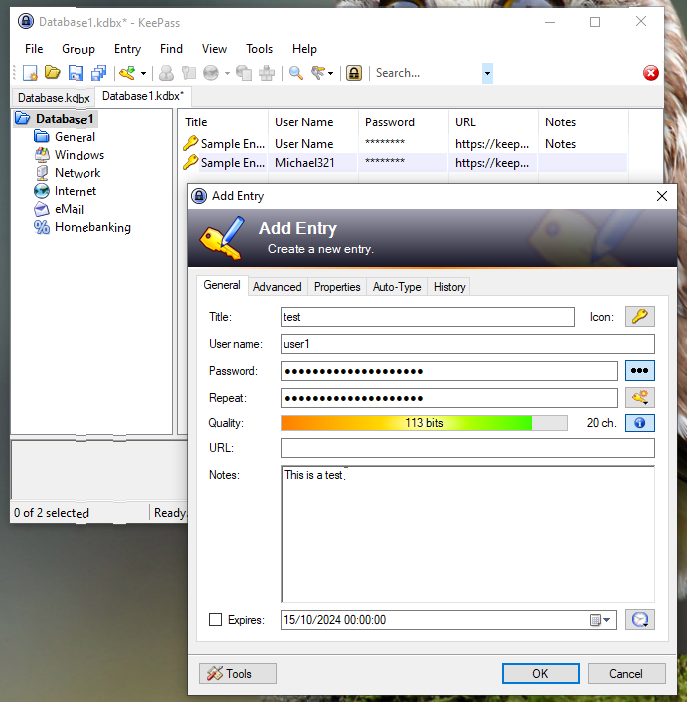 Database1.kdbx* - KeePass
File Group Entry Find View Tools Help
Search...
Database.kdbx Database1.kdbx*
Database1
General
Windows
Network
Internet
eMail
Homebanking
Title User Name Password URL Notes
Sample En... User Name ******** https://keep... Notes
Sample En... Michael321 ******** https://keep...
0 of 2 selected Ready.
Add Entry
Add Entry
Create a new entry.
General Advanced Properties Auto-Type History
Title: test Icon:
User name: user1
Password: ●●●●●●●●●●●●●●●●●●●● ●●●
Repeat: ●●●●●●●●●●●●●●●●●●●●
Quality: 113 bits 20 ch.
URL:
Notes: This is a test.
Expires: 15/10/2024 00:00:00
Tools OK Cancel